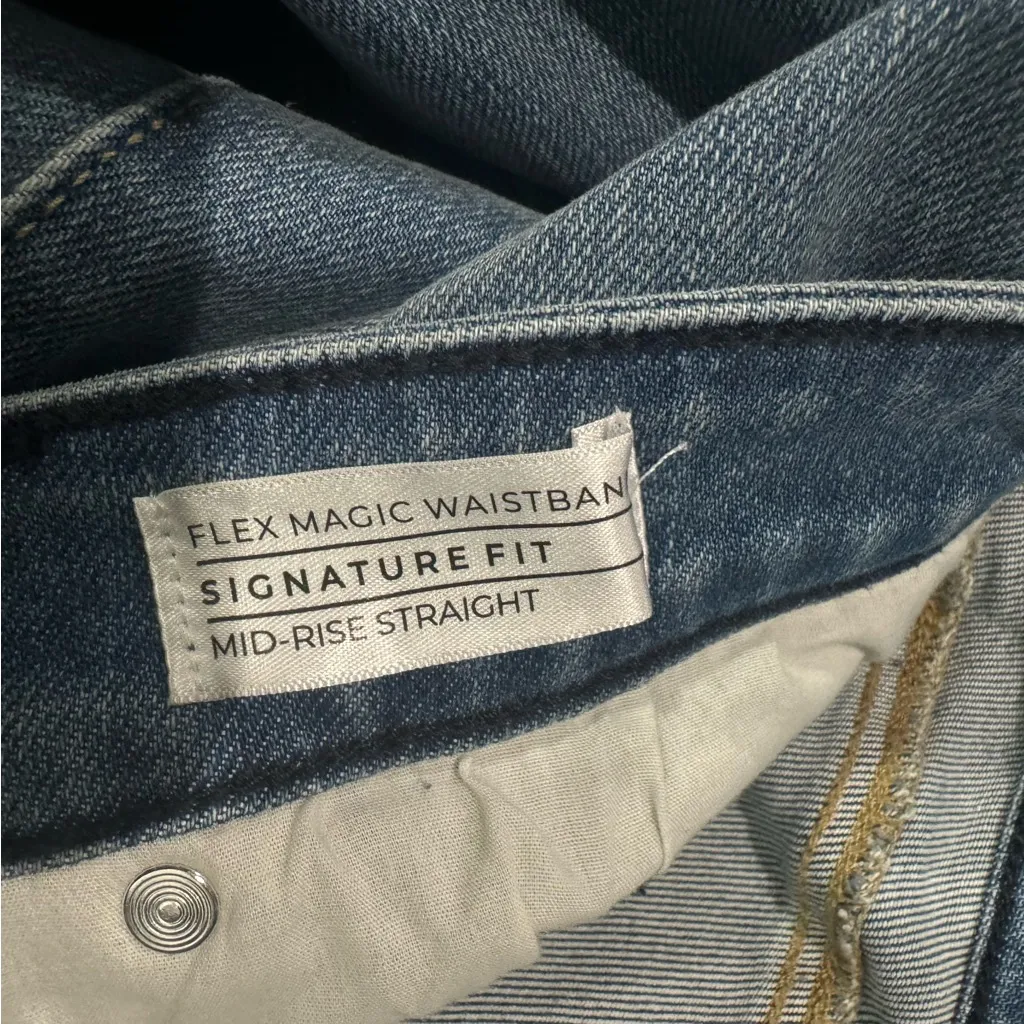 FLEX MAGIC WAISTBAN
SIGNATURE FIT
MID-RISE STRAIGHT